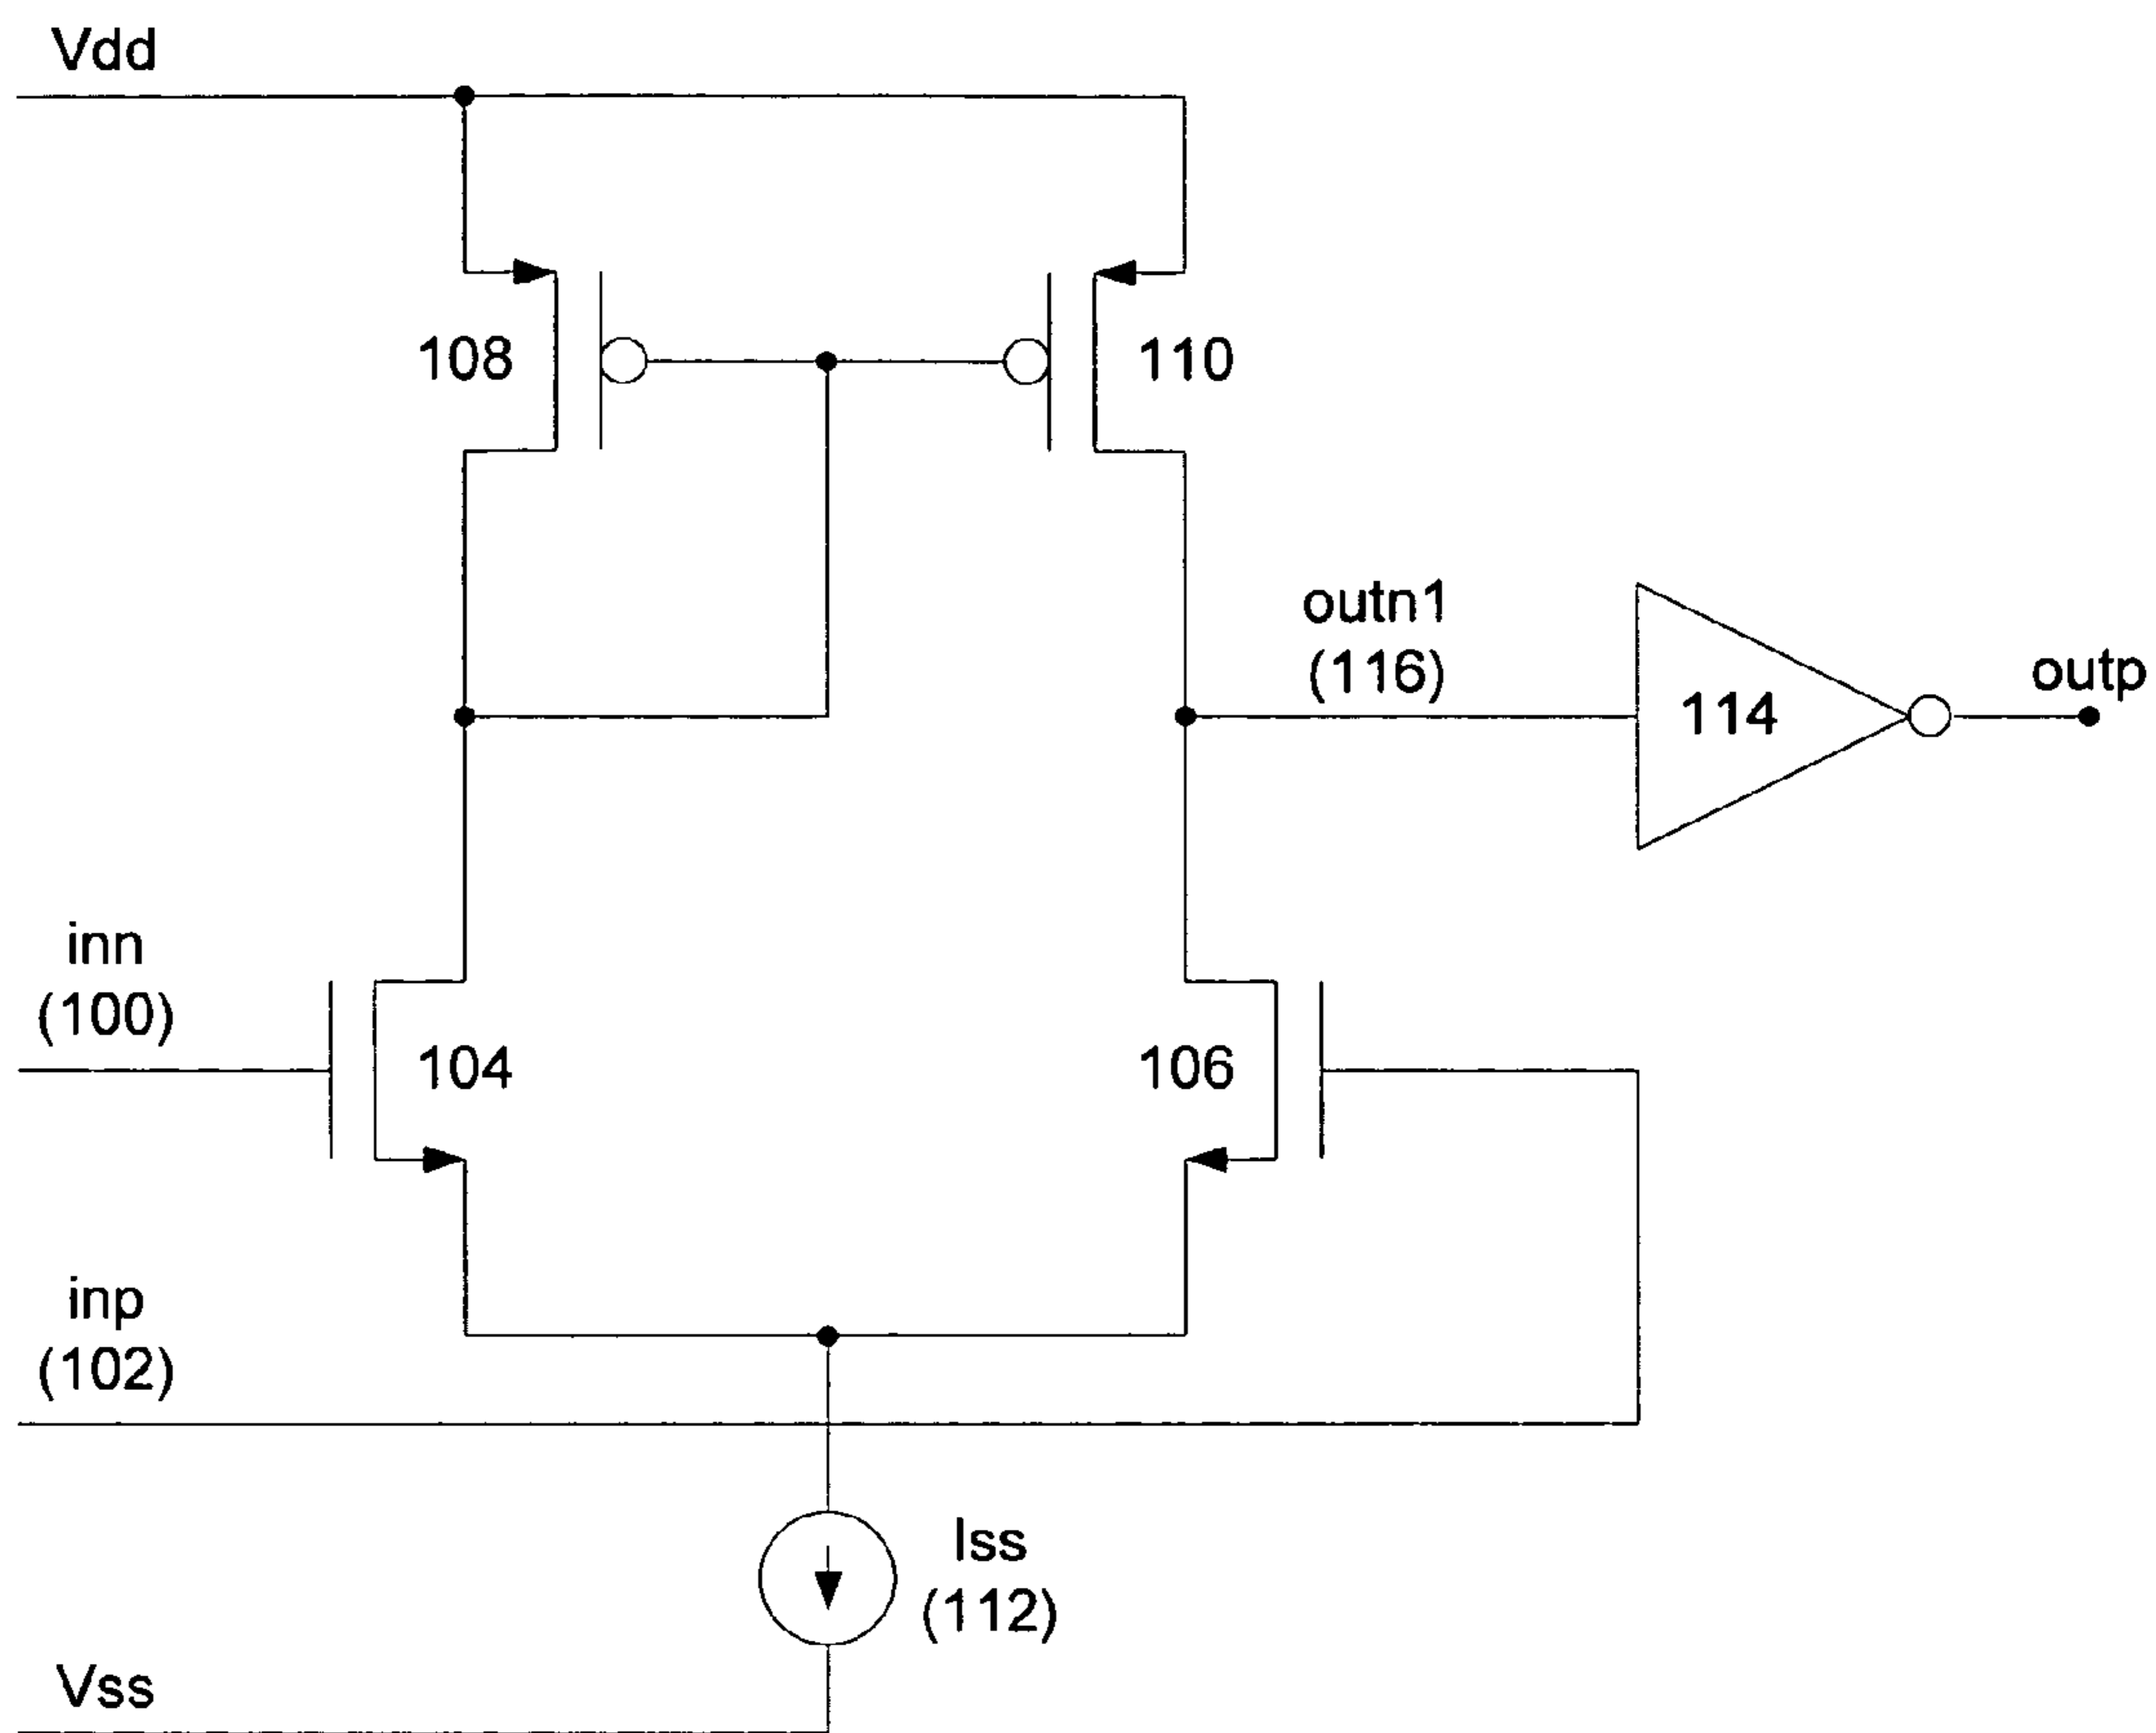 Vdd
108
110
outn1
(116)
114
outp
inn
(100)
104
106
inp
(102)
Iss
(112)
Vss